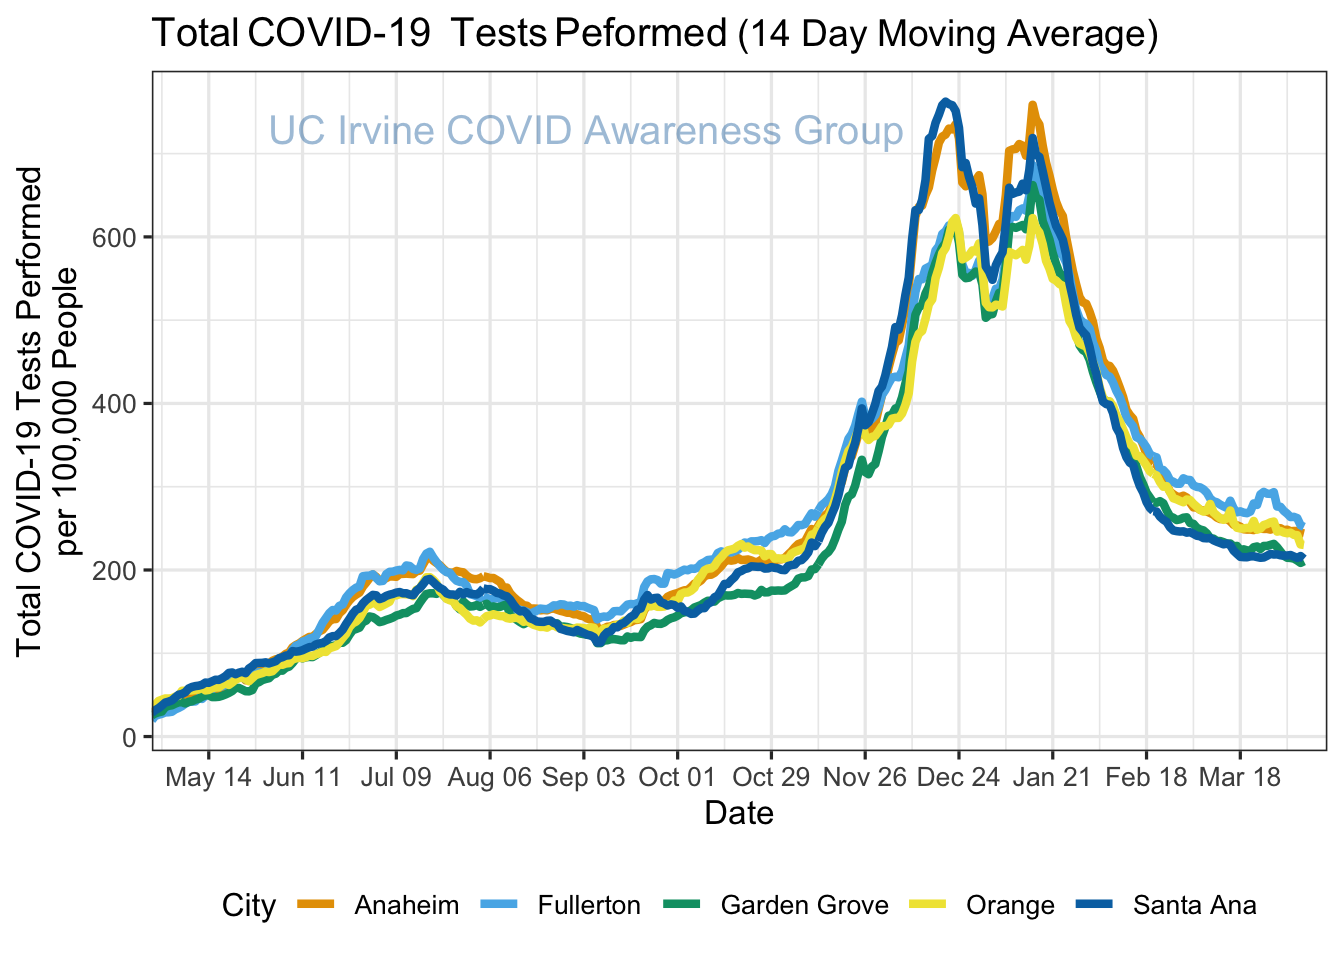 Total COVID-19 Tests Peformed (14 Day Moving Average)
UC Irvine COVID Awareness Group
Total COVID-19 Tests Performed
per 100,000 People
600
400
200
0
May 14 Jun 11 Jul 09 Aug 06 Sep 03 Oct 01 Oct 29 Nov 26 Dec 24 Jan 21 Feb 18 Mar 18
Date
City Anaheim Fullerton Garden Grove Orange Santa Ana